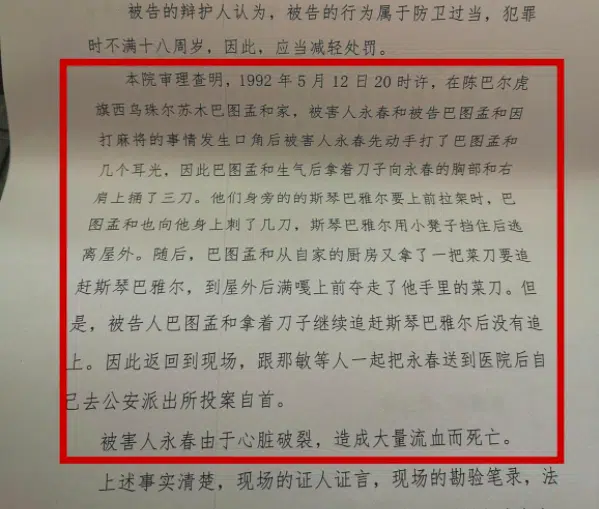 被告的辩护人认为，被告的行为属于防卫过当，犯罪
时不满十八周岁，因此，应当减轻处罚。
本院审理查明，1992 年 5 月 12 日 20 时许，在陈巴尔虎
旗西乌珠尔苏木巴图孟和家，被害人永春和被告巴图孟和因
打麻将的事情发生口角后被害人永春先动手打了巴图孟和
几个耳光，因此巴图孟和生气后拿着刀子向永春的胸部和右
肩上捅了三刀。他们身旁的的斯琴巴雅尔要上前拉架时，巴
图孟和也向他身上刺了几刀，斯琴巴雅尔用小凳子挡住后逃
离屋外。随后，巴图孟和从自家的厨房又拿了一把菜刀要追
赶斯琴巴雅尔，到屋外后满嘎上前夺走了他手里的菜刀。但
是，被告人巴图孟和拿着刀子继续追赶斯琴巴雅尔后没有追
上。因此返回到现场，跟那敏等人一起把永春送到医院后自
己去公安派出所投案自首。
被害人永春由于心脏破裂，造成大量流血而死亡。
上述事实清楚，现场的证人证言，现场的勘验笔录，法